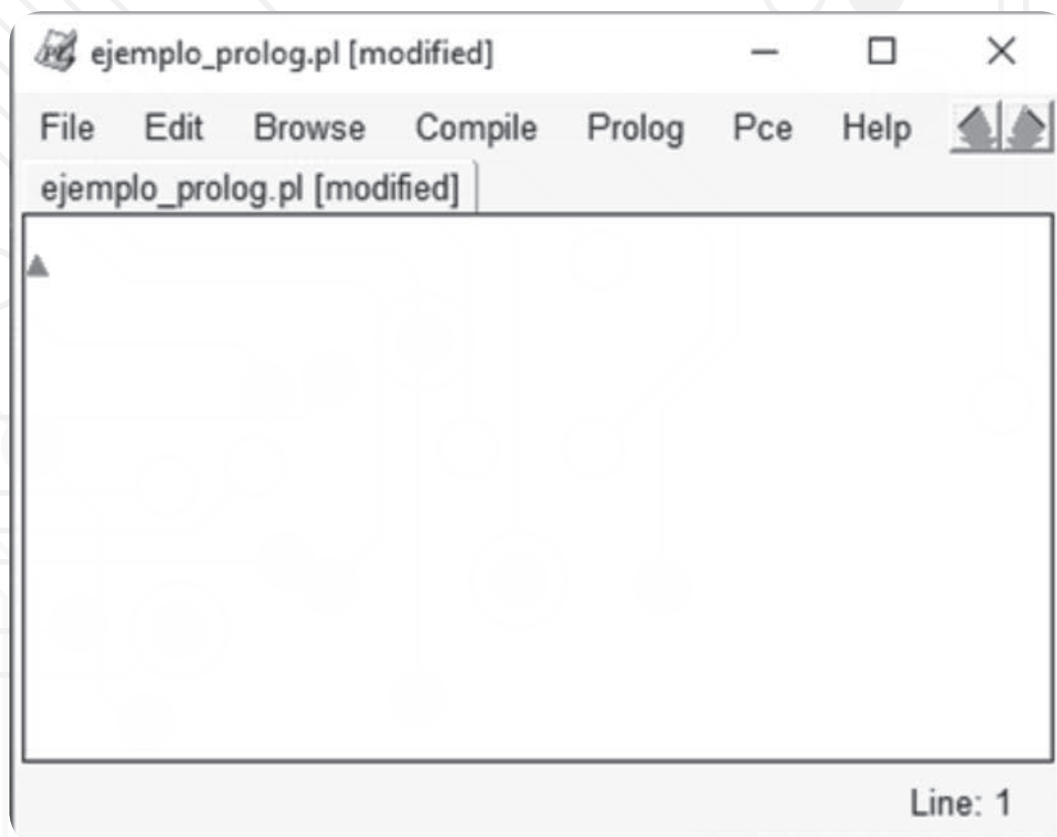 ejemplo_prolog.pl [modified]
File Edit Browse Compile Prolog Pce Help
ejemplo_prolog.pl [modified]
Line: 1